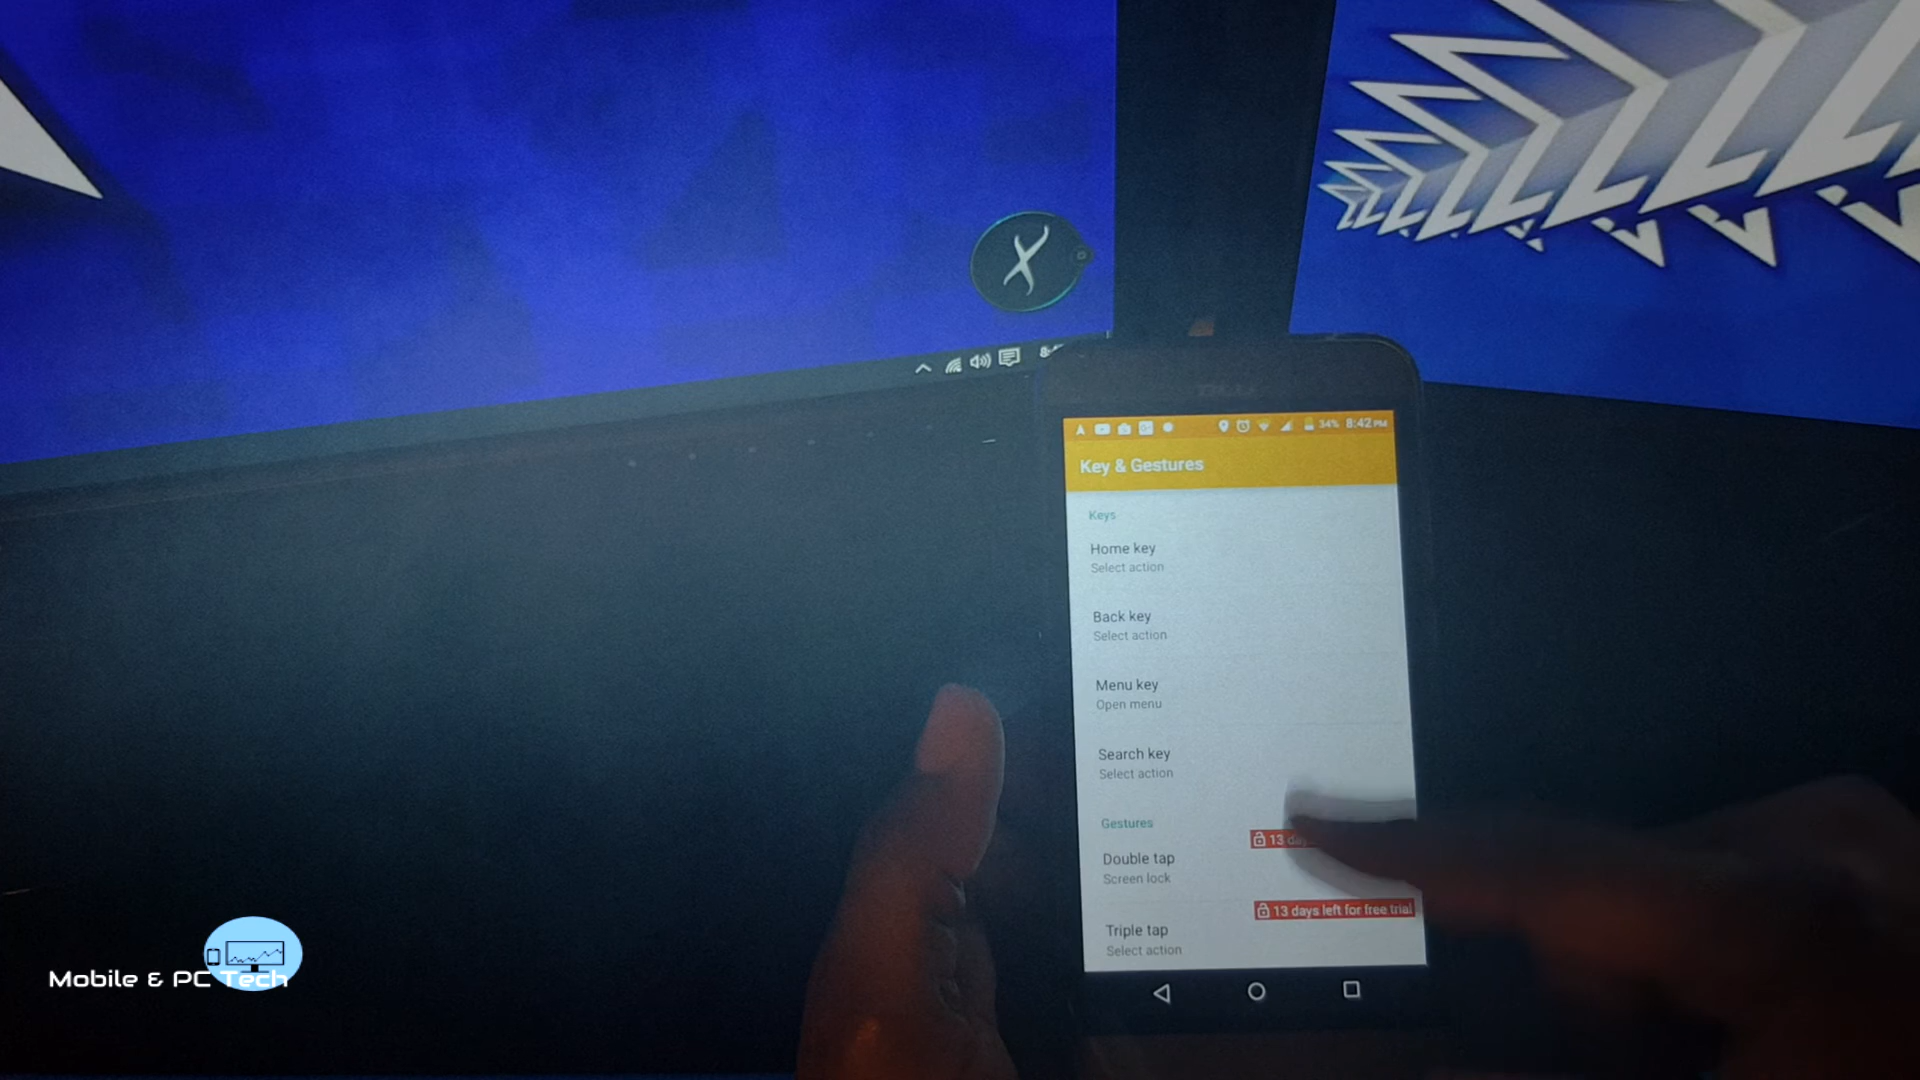 34% 8:42 PM
Key & Gestures
Keys
Home key
Select action
Back key
Select action
Menu key
Open menu
Search key
Select action
Gestures
13
Double tap
Screen lock
13 days left for free trial
Triple tap
Select action
Mobile & PC Tech